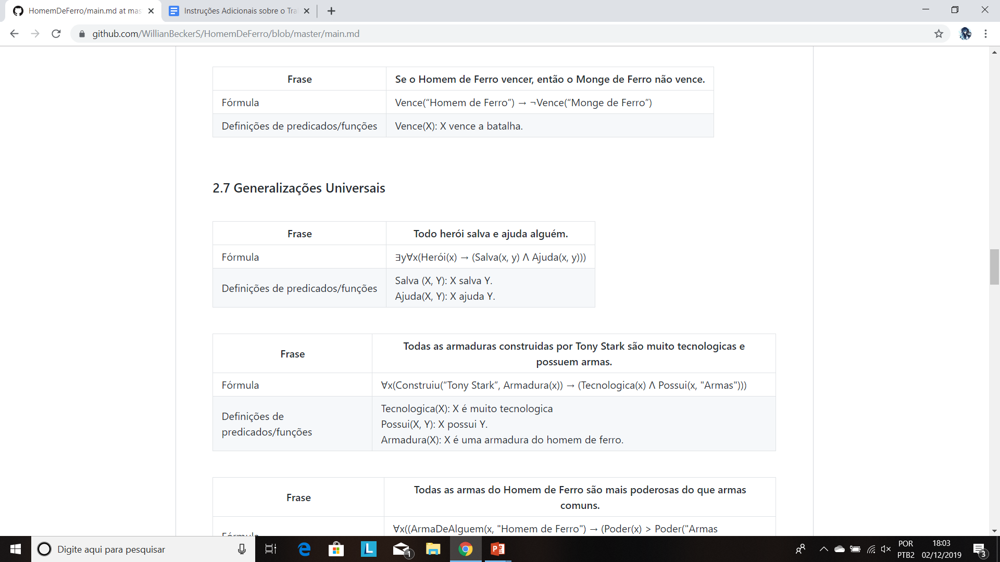 HomemDeFerro/main.md at mas
Instruções Adicionais sobre o Tra
github.com/WillianBeckerS/HomemDeFerro/blob/master/main.md
Frase
Se o Homem de Ferro vencer, então o Monge de Ferro não vence.
Fórmula
Vence(“Homem de Ferro”) → ¬Vence(“Monge de Ferro”)
Definições de predicados/funções
Vence(X): X vence a batalha.
2.7 Generalizações Universais
Frase
Todo herói salva e ajuda alguém.
Fórmula
∃y∀x(Herói(x) → (Salva(x, y) Λ Ajuda(x, y)))
Definições de predicados/funções
Salva (X, Y): X salva Y.
Ajuda(X, Y): X ajuda Y.
Frase
Todas as armaduras construidas por Tony Stark são muito tecnologicas e
possuem armas.
Fórmula
∀x(Construiu(“Tony Stark”, Armadura(x)) → (Tecnologica(x) Λ Possui(x, "Armas")))
Definições de
predicados/funções
Tecnologica(X): X é muito tecnologica
Possui(X, Y): X possui Y.
Armadura(X): X é uma armadura do homem de ferro.
Frase
Todas as armas do Homem de Ferro são mais poderosas do que armas
comuns.
Fórmula
∀x((ArmaDeAlguem(x, "Homem de Ferro") → (Poder(x) > Poder("Armas
Digite aqui para pesquisar
L
1
POR
PTB2
18:03
02/12/2019
3